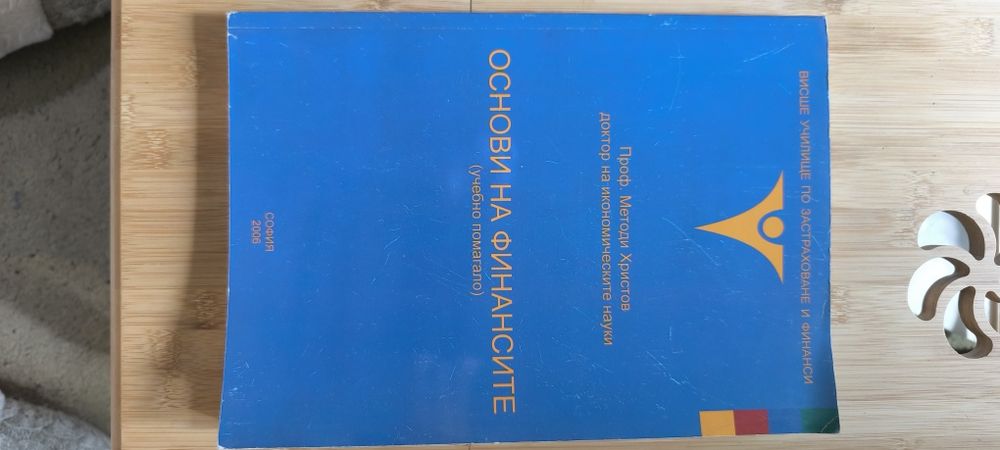 ВИСШЕ УЧИЛИЩЕ ПО ЗАСТРАХОВАНЕ И ФИНАНСИ
Проф. Методи Христов
доктор на икономическите науки
ОСНОВИ НА ФИНАНСИТЕ
(учебно помагало)
СОФИЯ
2006